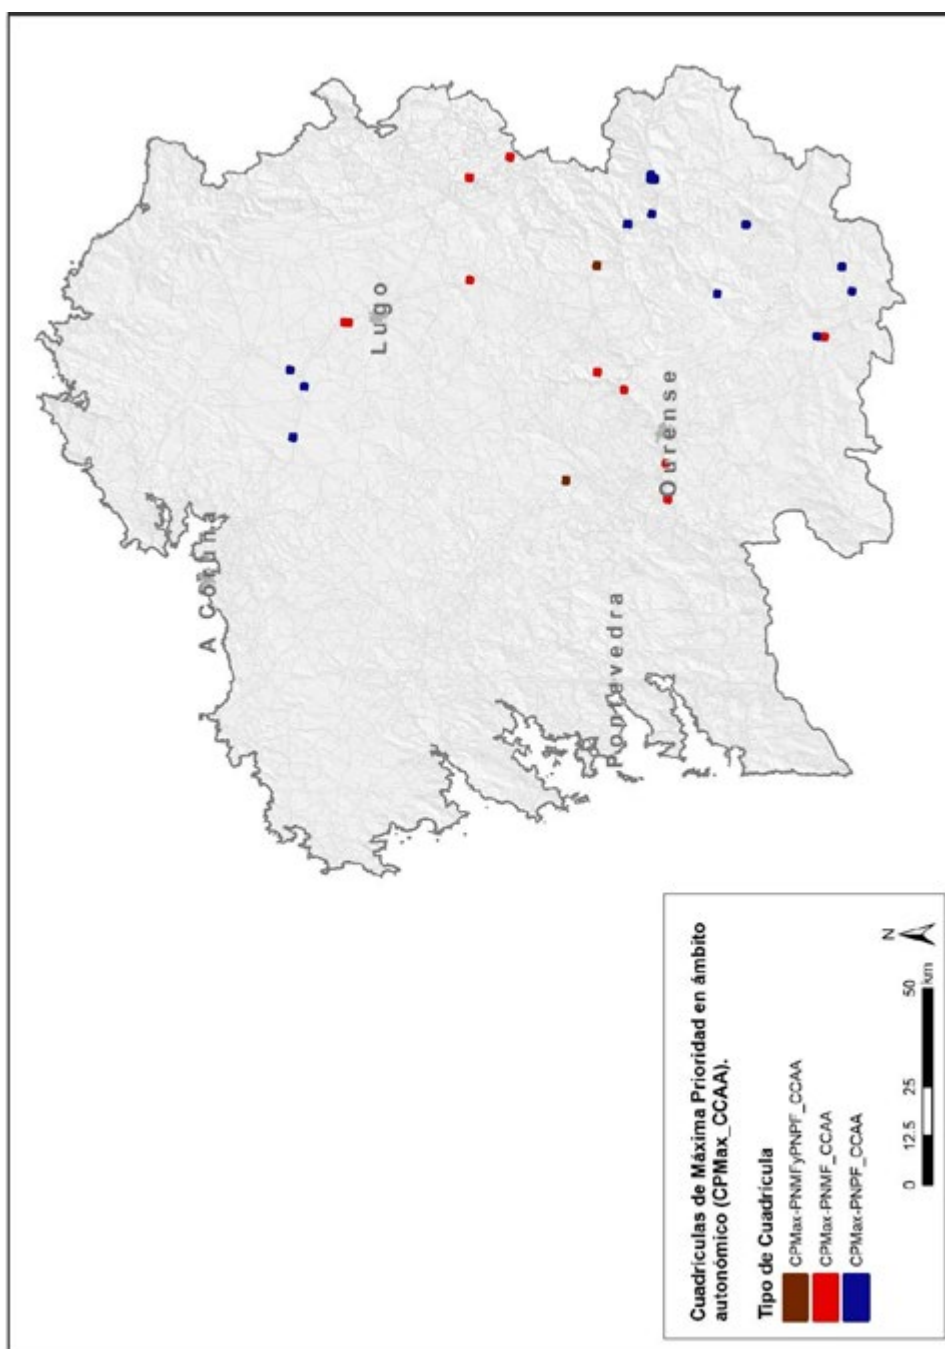 A Coruña
Lugo
Pontevedra
Ourense
Cuadrículas de Máxima Prioridad en ámbito
autonómico (CPMax_CCAA).
Tipo de Cuadrícula
CPMax-PNMFyPNPF_CCAA
CPMax-PNMF_CCAA
CPMax-PNPF_CCAA
N
0 12.5 25 50
km